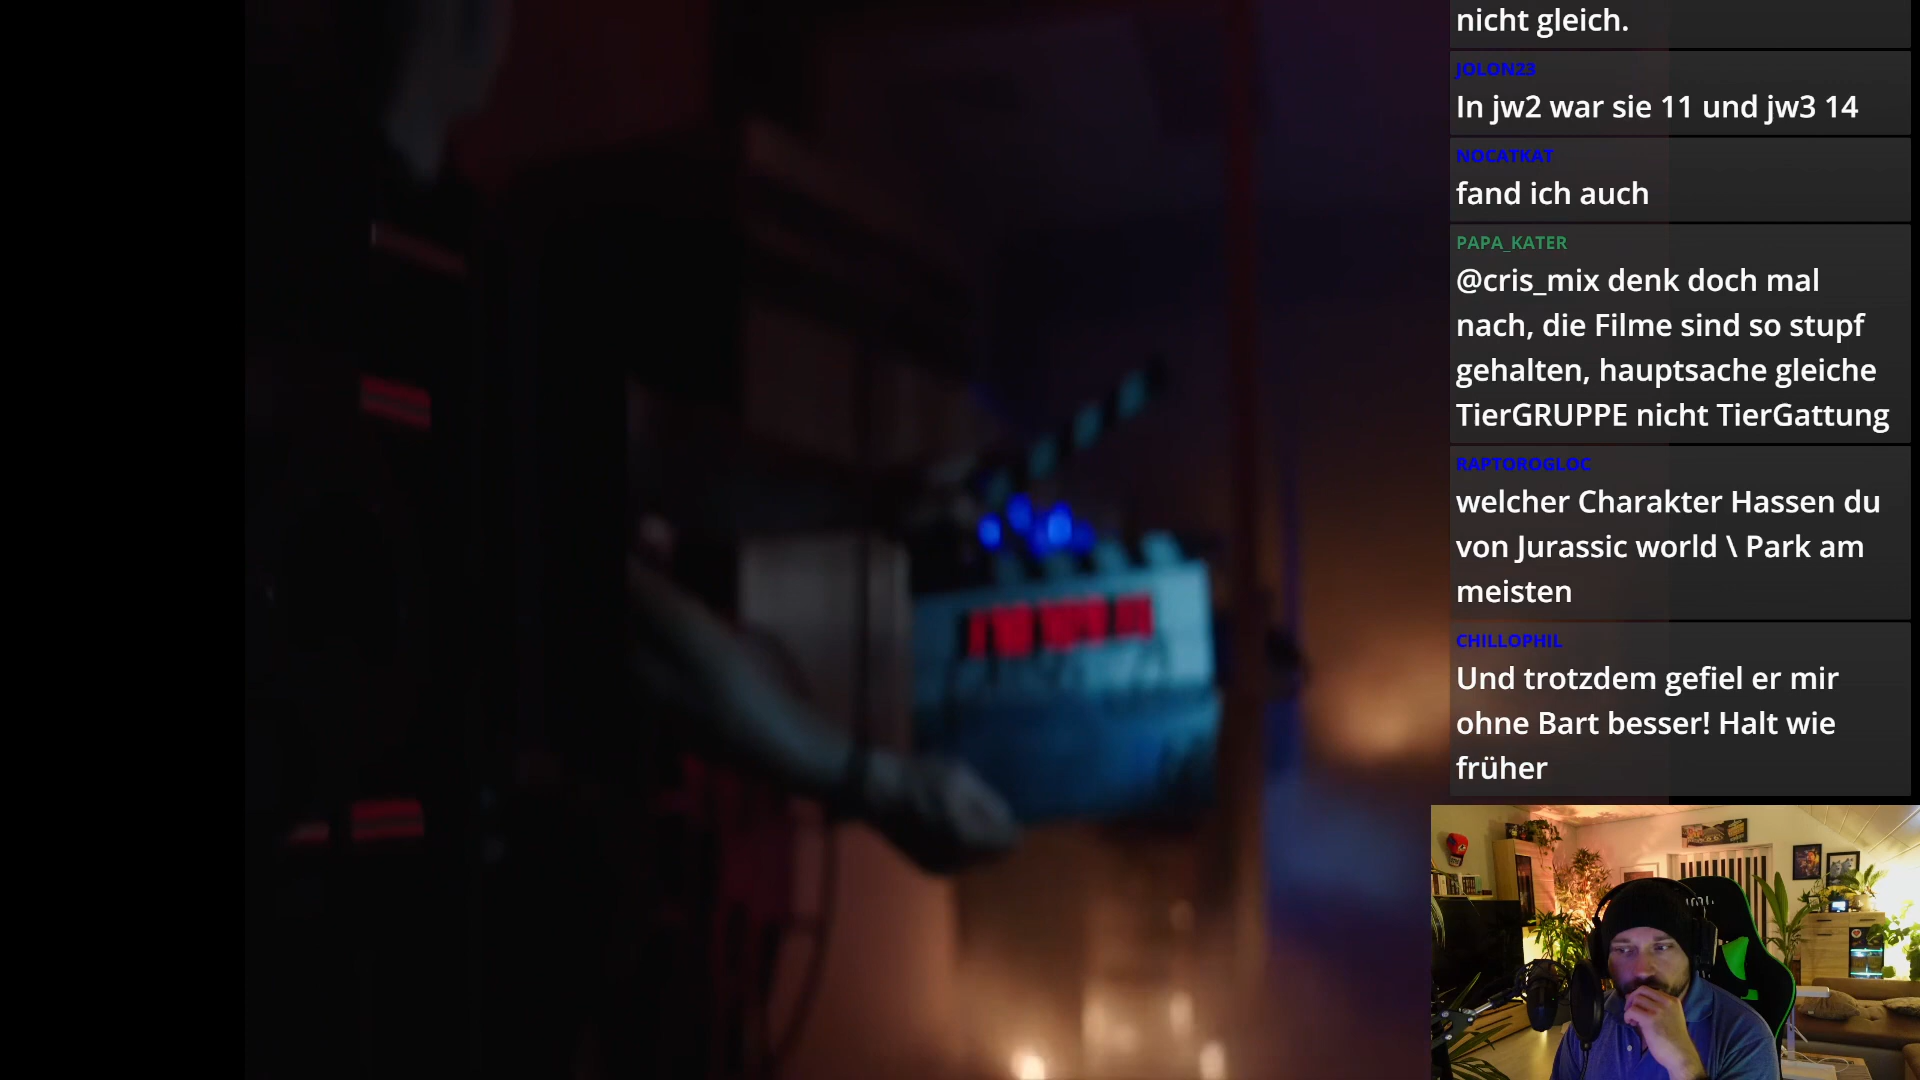 nicht gleich.
JOLON23
In jw2 war sie 11 und jw3 14
NOCATKAT
fand ich auch
PAPA_KATER
@cris_mix denk doch mal
nach, die Filme sind so stupf
gehalten, hauptsache gleiche
TierGRUPPE nicht TierGattung
RAPTOROGLOC
welcher Charakter Hassen du
von Jurassic world \ Park am
meisten
CHILLOPHIL
Und trotzdem gefiel er mir
ohne Bart besser! Halt wie
früher